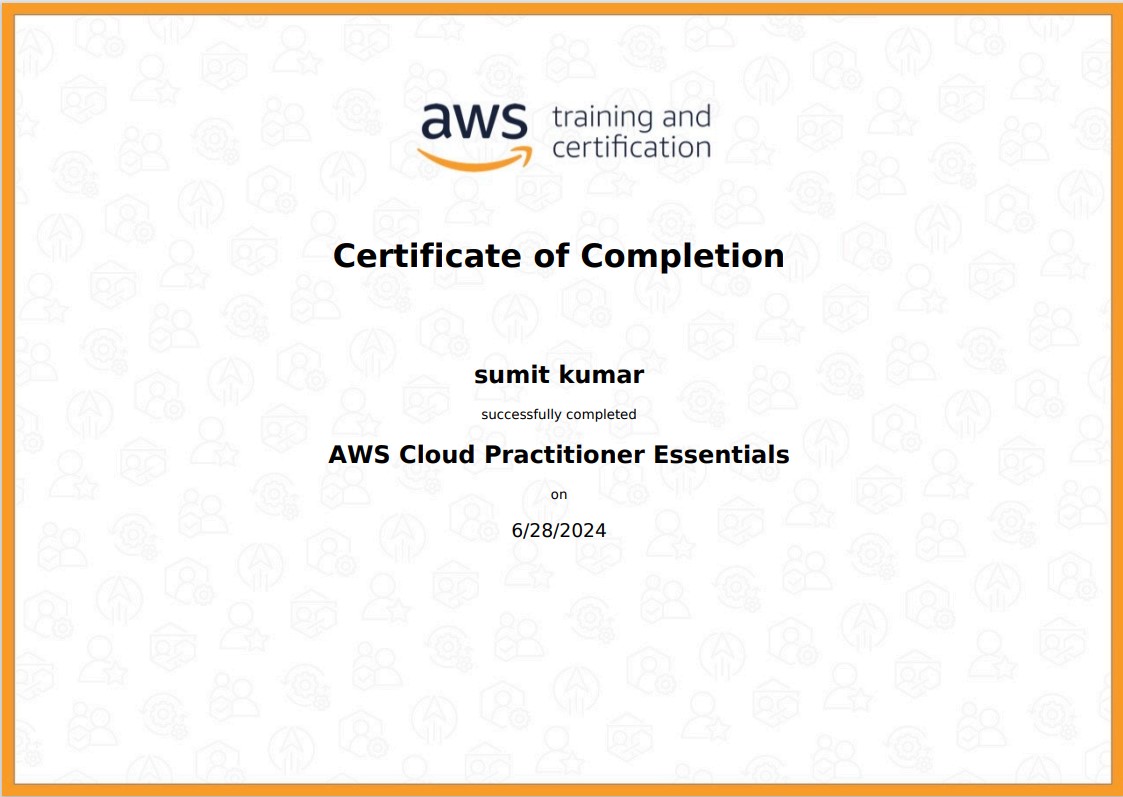 aws training and
certification
Certificate of Completion
sumit kumar
successfully completed
AWS Cloud Practitioner Essentials
on
6/28/2024